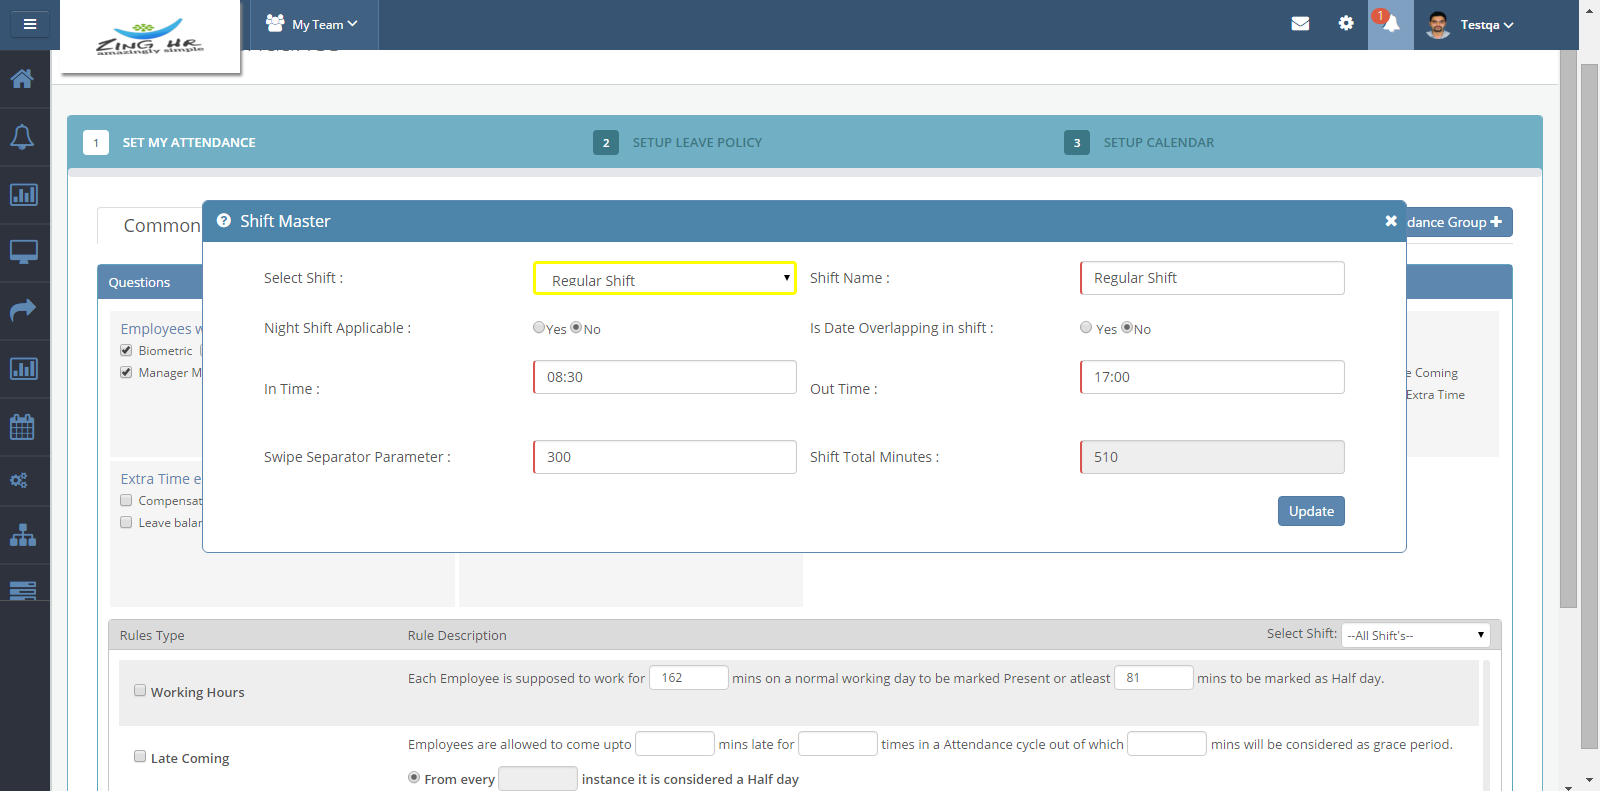 ZING HR
amazingly simple
My Team
1
Testqa
1 SET MY ATTENDANCE
2 SETUP LEAVE POLICY
3 SETUP CALENDAR
Common
dance Group
Shift Master
Select Shift :
Regular Shift
Shift Name :
Regular Shift
Night Shift Applicable :
Yes No
Is Date Overlapping in shift :
Yes No
In Time :
08:30
Out Time :
17:00
Swipe Separator Parameter :
300
Shift Total Minutes :
510
Update
Questions
Employees w
Biometric
Manager M
e Coming
Extra Time
Extra Time e
Compensat
Leave balar
Rules Type
Rule Description
Select Shift: --All Shift's--
Working Hours
Each Employee is supposed to work for 162 mins on a normal working day to be marked Present or atleast 81 mins to be marked as Half day.
Late Coming
Employees are allowed to come upto mins late for times in a Attendance cycle out of which mins will be considered as grace period.
From every instance it is considered a Half day